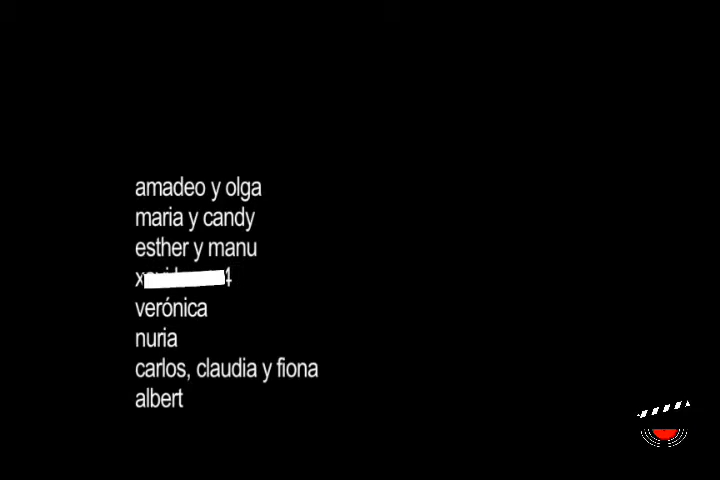 amadeo y olga
maria y candy
esther y manu
verónica
nuria
carlos, claudia y fiona
albert